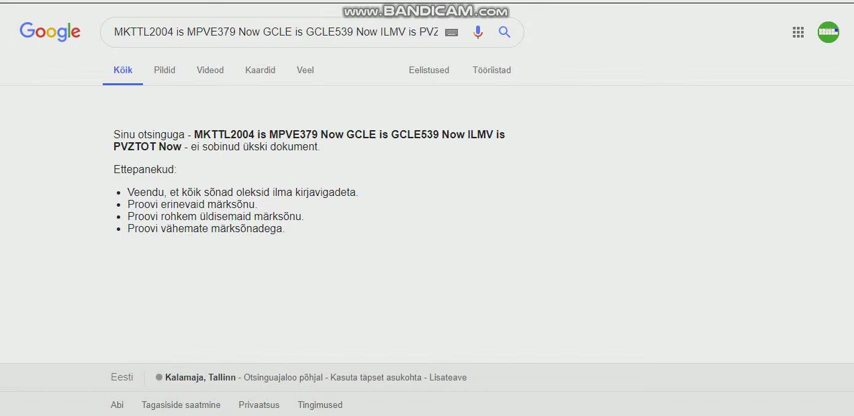 www.BANDICAM.com
Google
MKTTL2004 is MPVE379 Now GCLE is GCLE539 Now ILMV is PVZ
Kõik Pildid Videod Kaardid Veel Eelistused Tööriistad
Sinu otsinguga - MKTTL2004 is MPVE379 Now GCLE is GCLE539 Now ILMV is
PVZTOT Now - ei sobinud ükski dokument.
Ettepanekud:
Veendu, et kõik sõnad oleksid ilma kirjavigadeta.
Proovi erinevaid märksõnu.
Proovi rohkem üldisemaid märksõnu.
Proovi vähemate märksõnadega.
Eesti Kalamaja, Tallinn - Otsinguajaloo põhjal - Kasuta täpset asukohta - Lisateave
Abi Tagasiside saatmine Privaatsus Tingimused